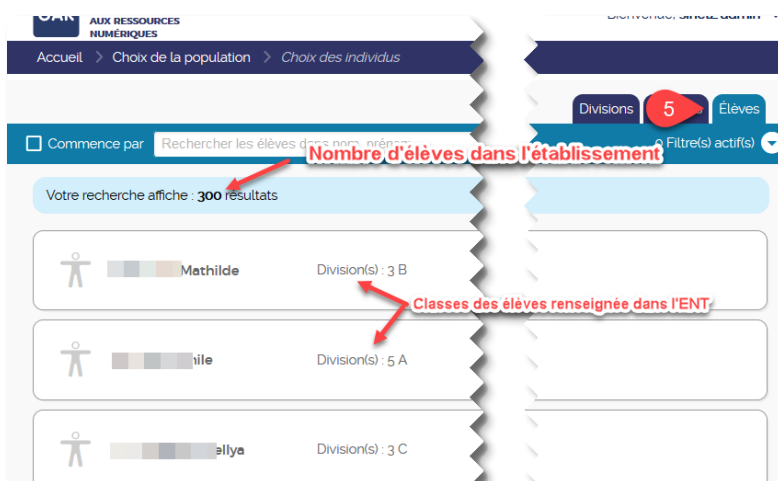 AUX RESSOURCES
NUMÉRIQUES
Accueil > Choix de la population > Choix des individus
Divisions 5 Élèves
Commence par Rechercher les élèves dans nom, prénom Filtre(s) actif(s)
Nombre d'élèves dans l'établissement
Votre recherche affiche : 300 résultats
Mathilde Division(s) : 3 B
Classes des élèves renseignée dans l'ENT
Division(s) : 5 A
Division(s) : 3 C